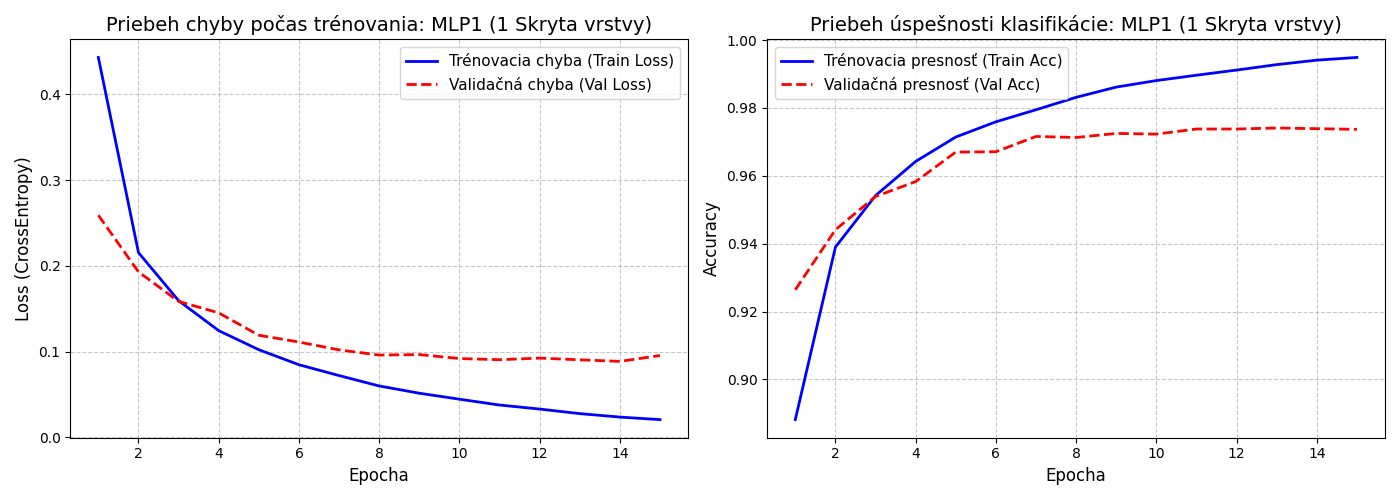 Priebeh chyby počas trénovania: MLP1 (1 Skryta vrstvy)
Trénovacia chyba (Train Loss)
Validačná chyba (Val Loss)
Loss (CrossEntropy)
0.4
0.3
0.2
0.1
0.0
2 4 6 8 10 12 14
Epocha
Priebeh úspešnosti klasifikácie: MLP1 (1 Skryta vrstvy)
Trénovacia presnosť (Train Acc)
Validačná presnosť (Val Acc)
Accuracy
1.00
0.98
0.96
0.94
0.92
0.90
2 4 6 8 10 12 14
Epocha